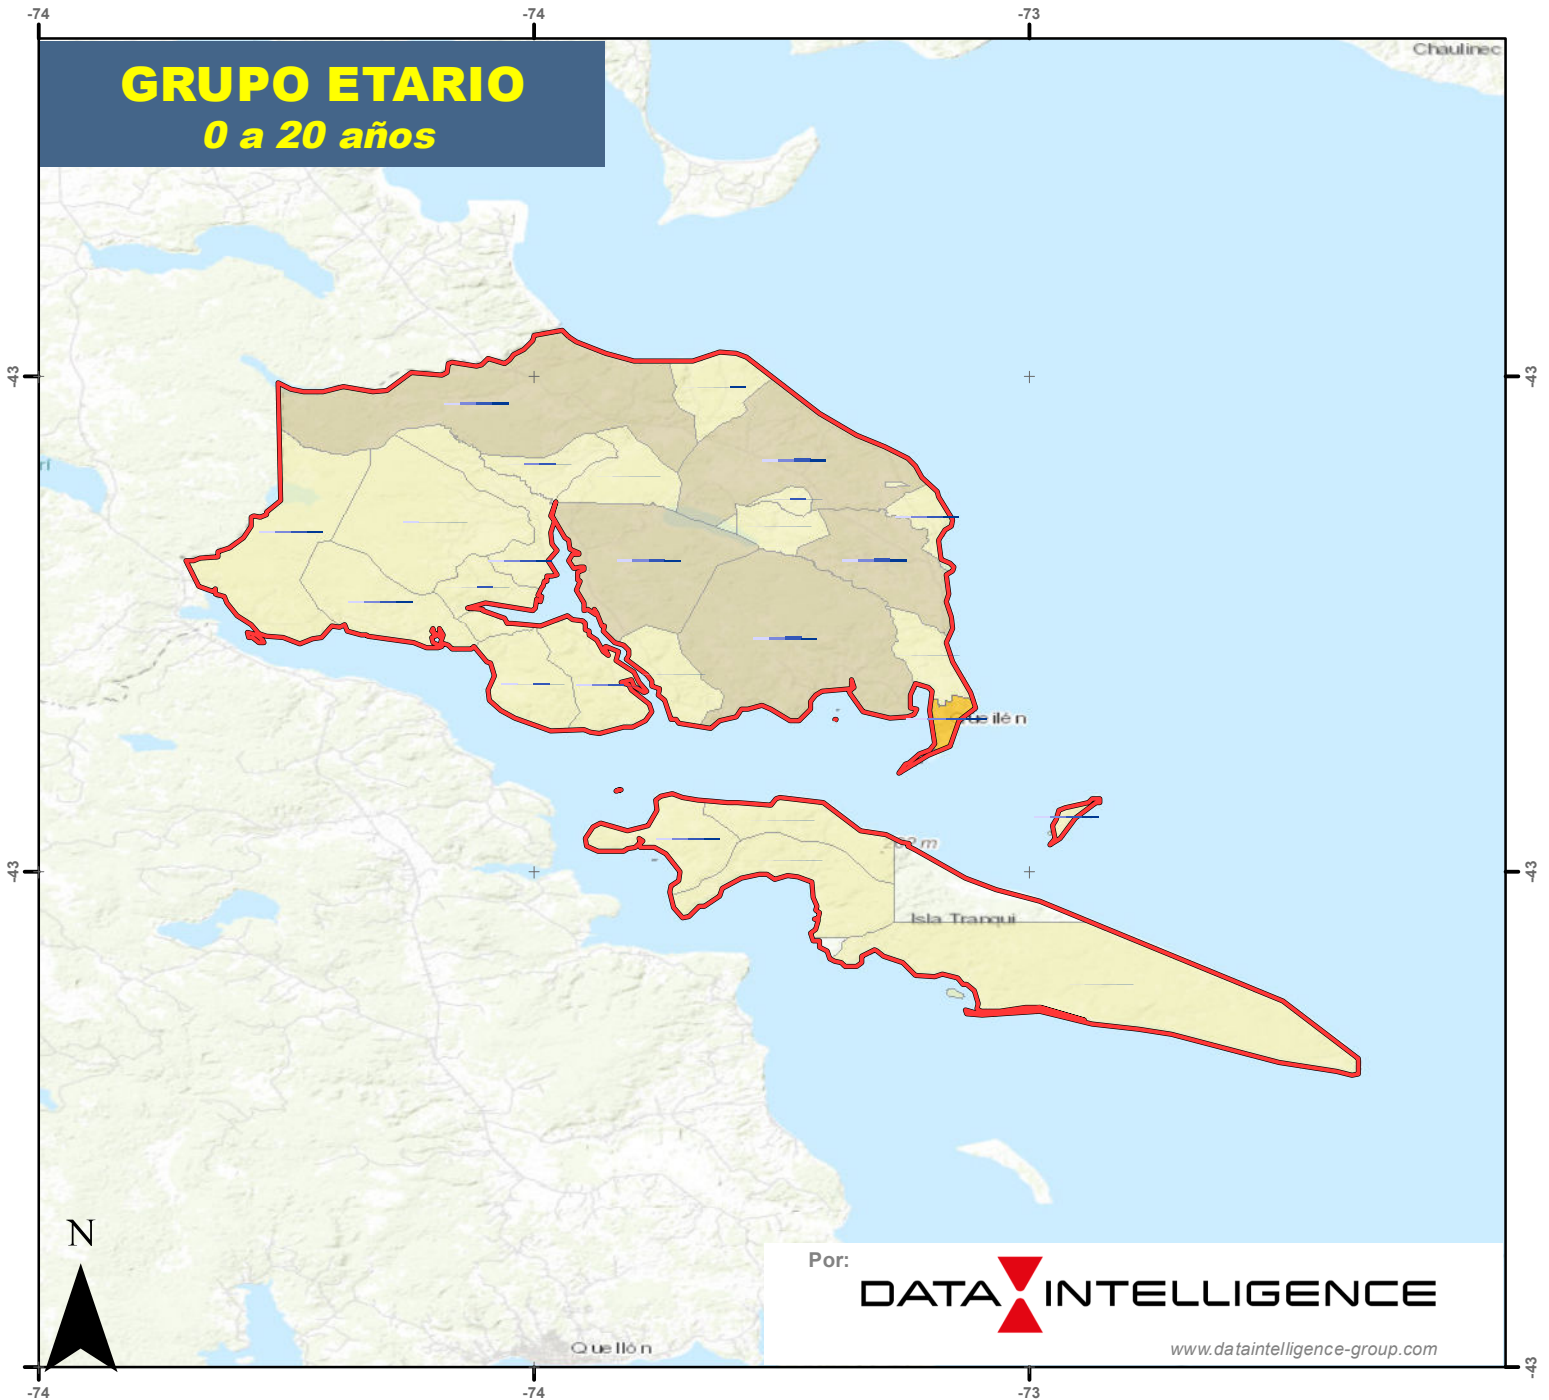 -74
-74
-73
Chaulinec
GRUPO ETARIO
0 a 20 años
-43
-43
Queilén
m
-43
-43
Isla Tranqui
N
Por:
DATA INTELLIGENCE
www.dataintelligence-group.com
Quellón
-43
-74
-74
-73